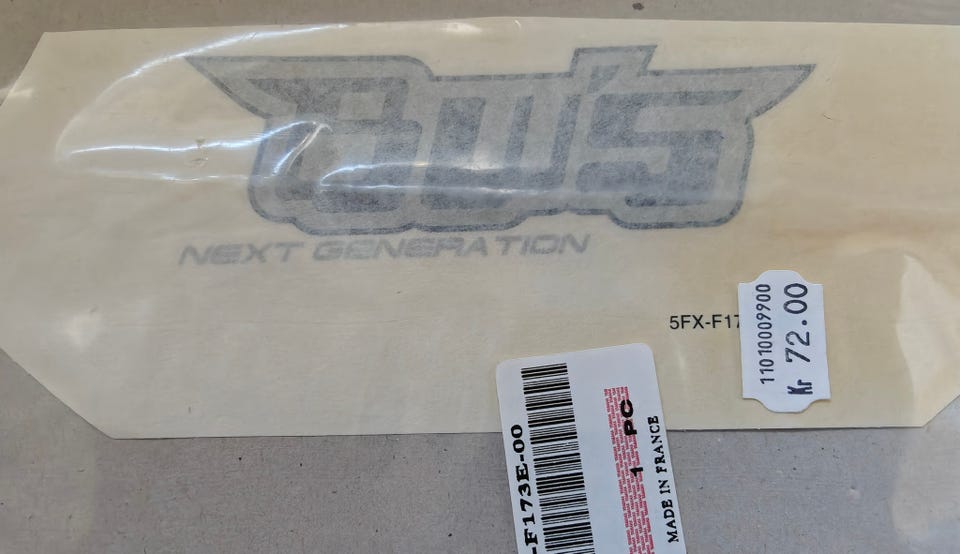 BW'S
NEXT GENERATION
5FX-F17
11010009900
Kr 72.00
-F173E-00
1 PC
MADE IN FRANCE